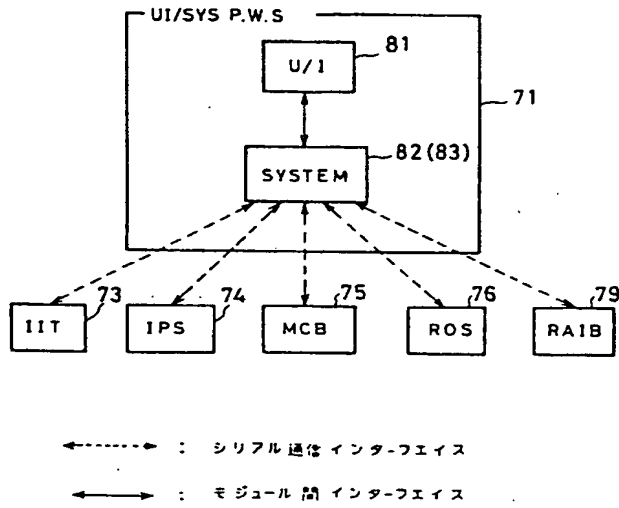 UI/SYS P.W.S
81
U/I
71
82(83)
SYSTEM
73
74
75
76
79
IIT
IPS
MCB
ROS
RAIB
: シリアル通信インターフェイス
: モジュール間インターフェイス